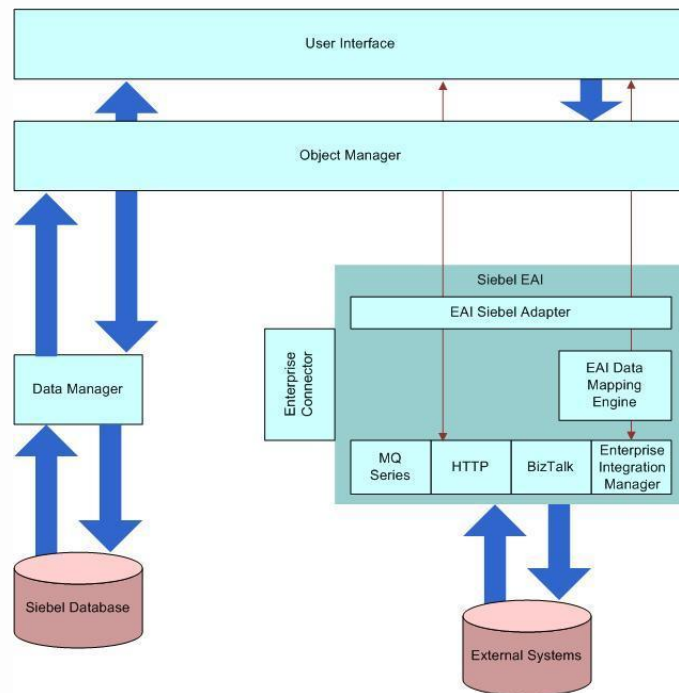 User Interface
Object Manager
Siebel EAI
EAI Siebel Adapter
Enterprise
Connector
EAI Data
Mapping
Engine
Data Manager
MQ
Series
HTTP
BizTalk
Enterprise
Integration
Manager
Siebel Database
External Systems